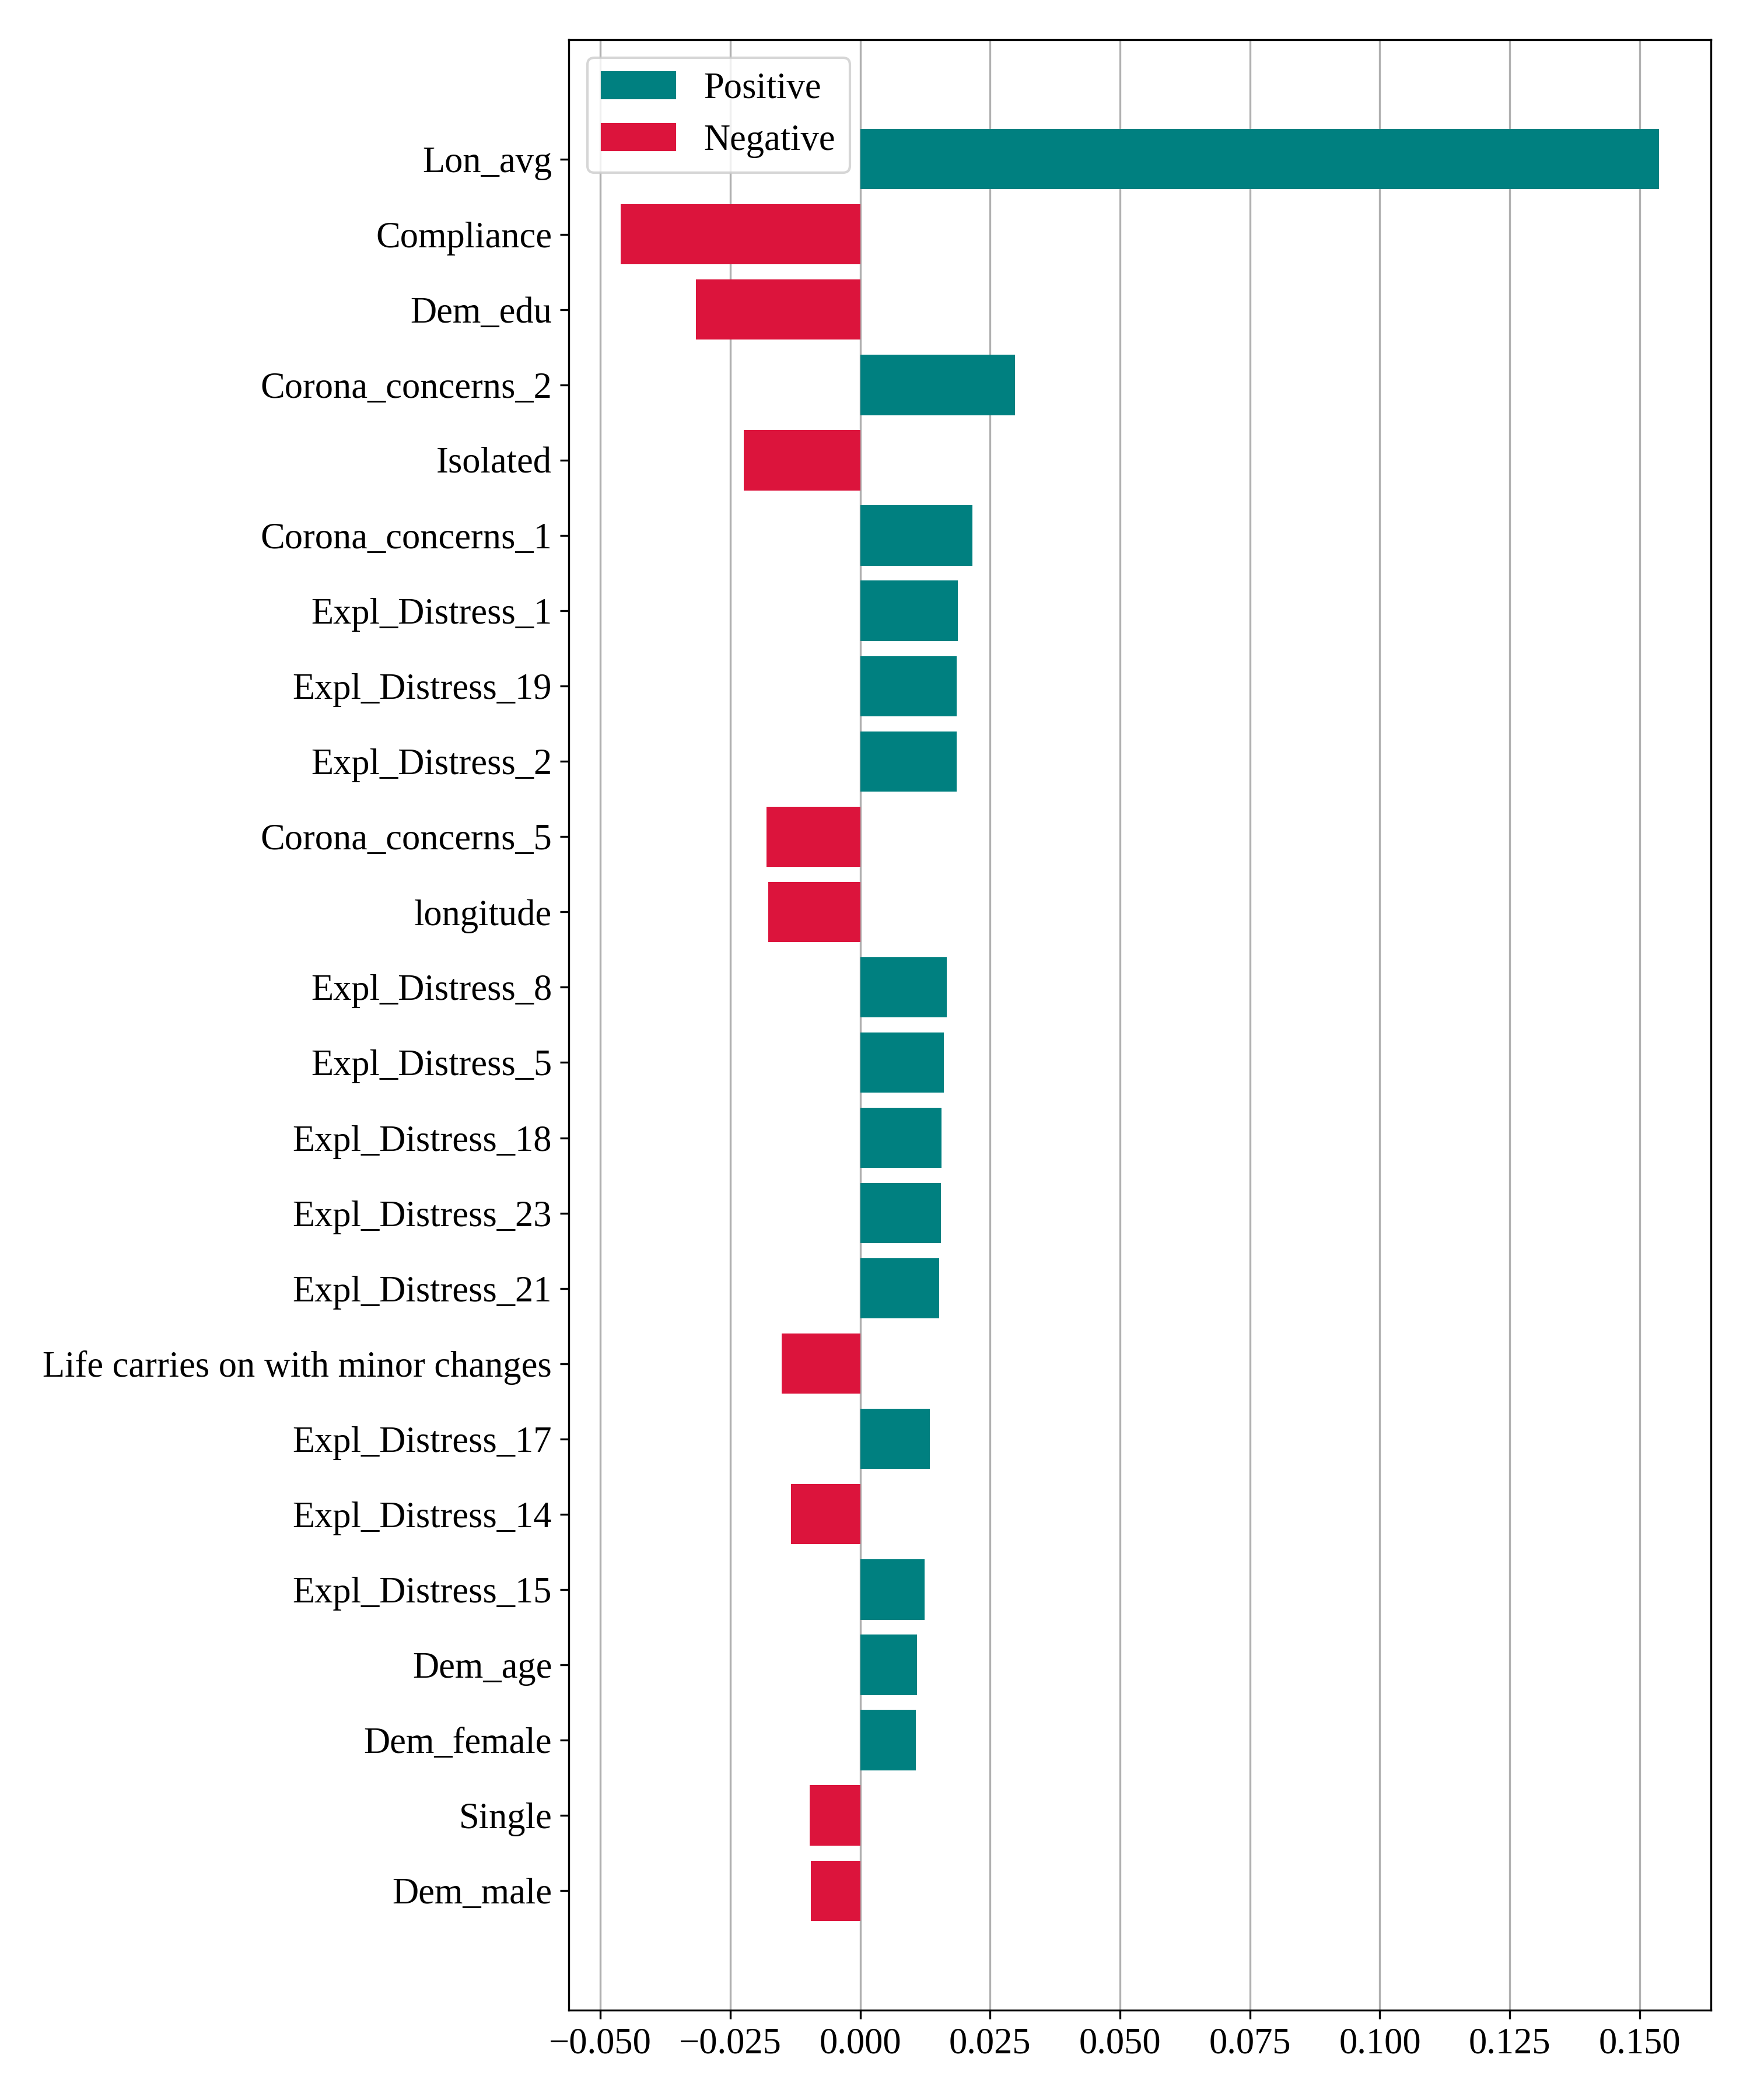 Positive
Negative
Lon_avg
Compliance
Dem_edu
Corona_concerns_2
Isolated
Corona_concerns_1
Expl_Distress_1
Expl_Distress_19
Expl_Distress_2
Corona_concerns_5
longitude
Expl_Distress_8
Expl_Distress_5
Expl_Distress_18
Expl_Distress_23
Expl_Distress_21
Life carries on with minor changes
Expl_Distress_17
Expl_Distress_14
Expl_Distress_15
Dem_age
Dem_female
Single
Dem_male
−0.050 −0.025 0.000 0.025 0.050 0.075 0.100 0.125 0.150